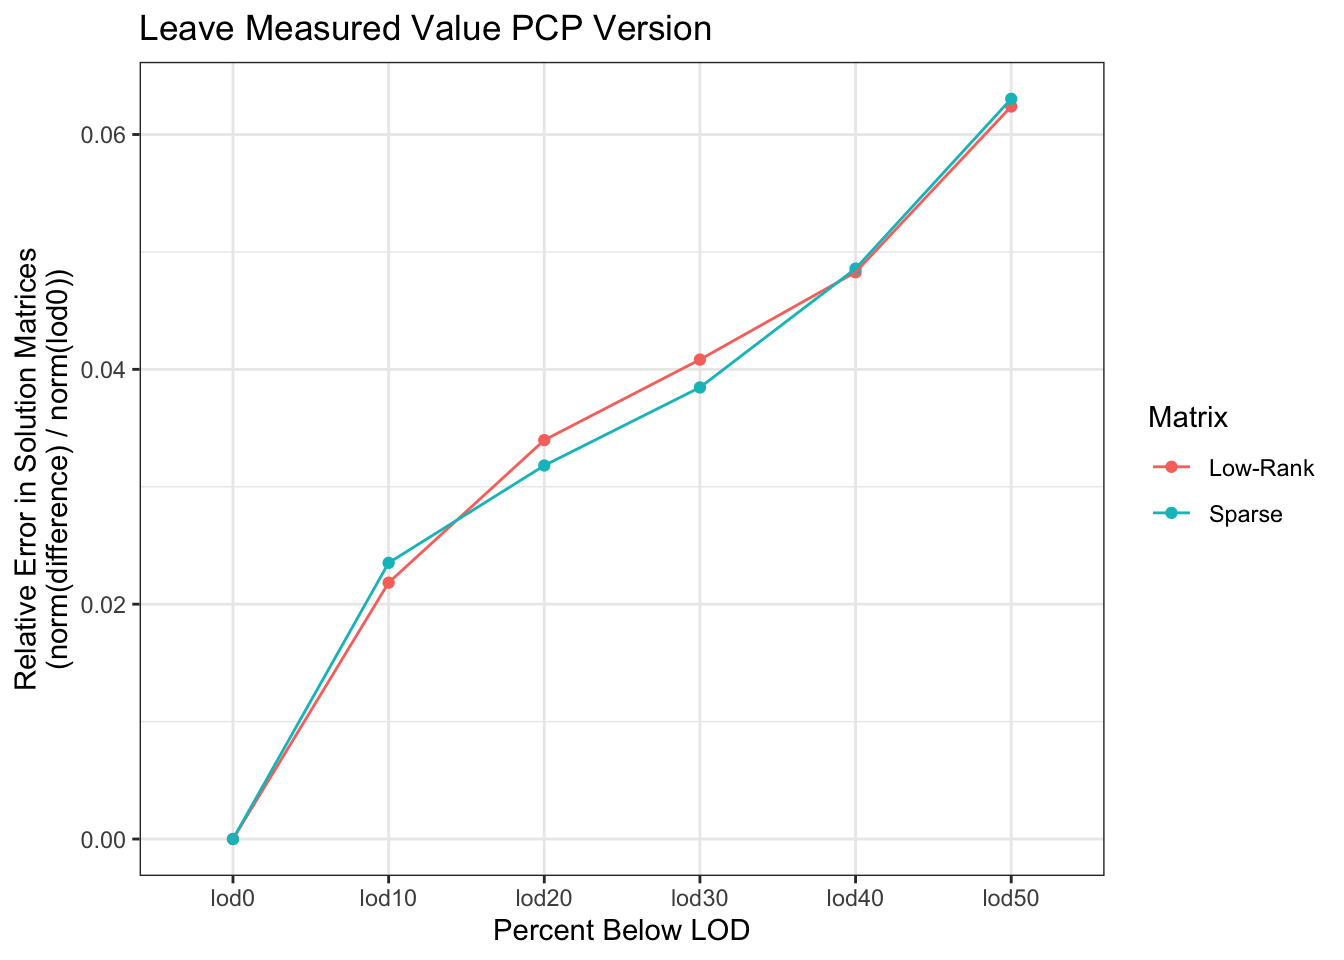 Leave Measured Value PCP Version
Relative Error in Solution Matrices
(norm(difference) / norm(lod0))
0.06
0.04
0.02
0.00
lod0
lod10
lod20
lod30
lod40
lod50
Percent Below LOD
Matrix
Low-Rank
Sparse